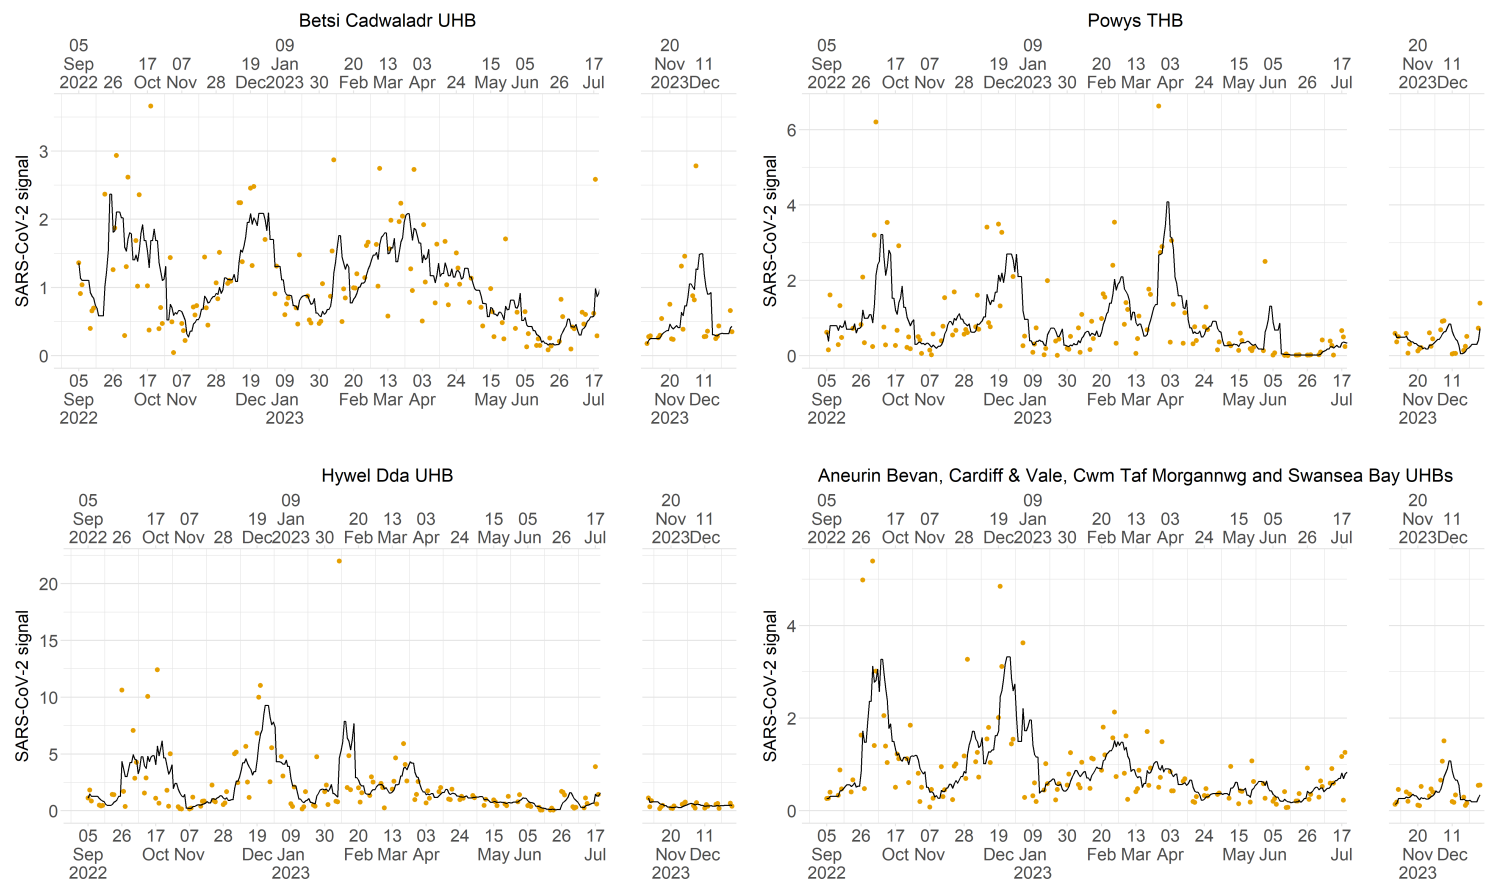 Betsi Cadwaladr UHB
05 09 20
Sep 17 07 19 Jan 20 13 03 15 05 17 Nov 11
2022 26 Oct Nov 28 Dec 2023 30 Feb Mar Apr 24 May Jun 26 Jul 2023 Dec
SARS-CoV-2 signal
3
2
1
0
05 26 17 07 28 19 09 30 20 13 03 24 15 05 26 17 20 11
Sep Oct Nov Dec Jan Feb Mar Apr May Jun Jul Nov Dec
2022 2023 2023
Powys THB
05 09 20
Sep 17 07 19 Jan 20 13 03 15 05 17 Nov 11
2022 26 Oct Nov 28 Dec 2023 30 Feb Mar Apr 24 May Jun 26 Jul 2023 Dec
SARS-CoV-2 signal
6
4
2
0
05 26 17 07 28 19 09 30 20 13 03 24 15 05 26 17 20 11
Sep Oct Nov Dec Jan Feb Mar Apr May Jun Jul Nov Dec
2022 2023 2023
Hywel Dda UHB
05 09 20
Sep 17 07 19 Jan 20 13 03 15 05 17 Nov 11
2022 26 Oct Nov 28 Dec 2023 30 Feb Mar Apr 24 May Jun 26 Jul 2023 Dec
SARS-CoV-2 signal
20
15
10
5
0
05 26 17 07 28 19 09 30 20 13 03 24 15 05 26 17 20 11
Sep Oct Nov Dec Jan Feb Mar Apr May Jun Jul Nov Dec
2022 2023 2023
Aneurin Bevan, Cardiff & Vale, Cwm Taf Morgannwg and Swansea Bay UHBs
05 09 20
Sep 17 07 19 Jan 20 13 03 15 05 17 Nov 11
2022 26 Oct Nov 28 Dec 2023 30 Feb Mar Apr 24 May Jun 26 Jul 2023 Dec
SARS-CoV-2 signal
4
2
0
05 26 17 07 28 19 09 30 20 13 03 24 15 05 26 17 20 11
Sep Oct Nov Dec Jan Feb Mar Apr May Jun Jul Nov Dec
2022 2023 2023